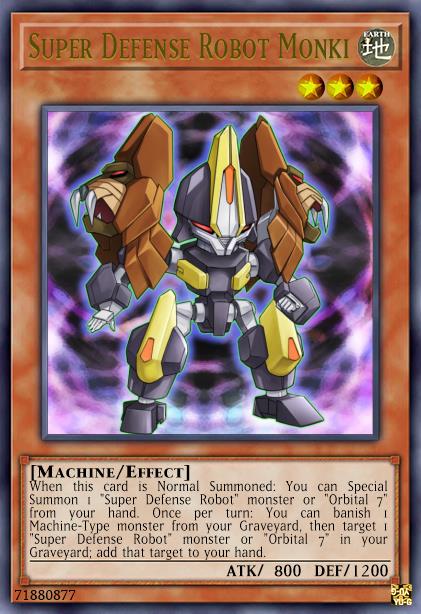 Super Defense Robot Monki
EARTH
地
[Machine/Effect]
When this card is Normal Summoned: You can Special
Summon 1 "Super Defense Robot" monster or "Orbital 7"
from your hand. Once per turn: You can banish 1
Machine-Type monster from your Graveyard, then target 1
"Super Defense Robot" monster or "Orbital 7" in your
Graveyard; add that target to your hand.
ATK/ 800 DEF/1200
71880877